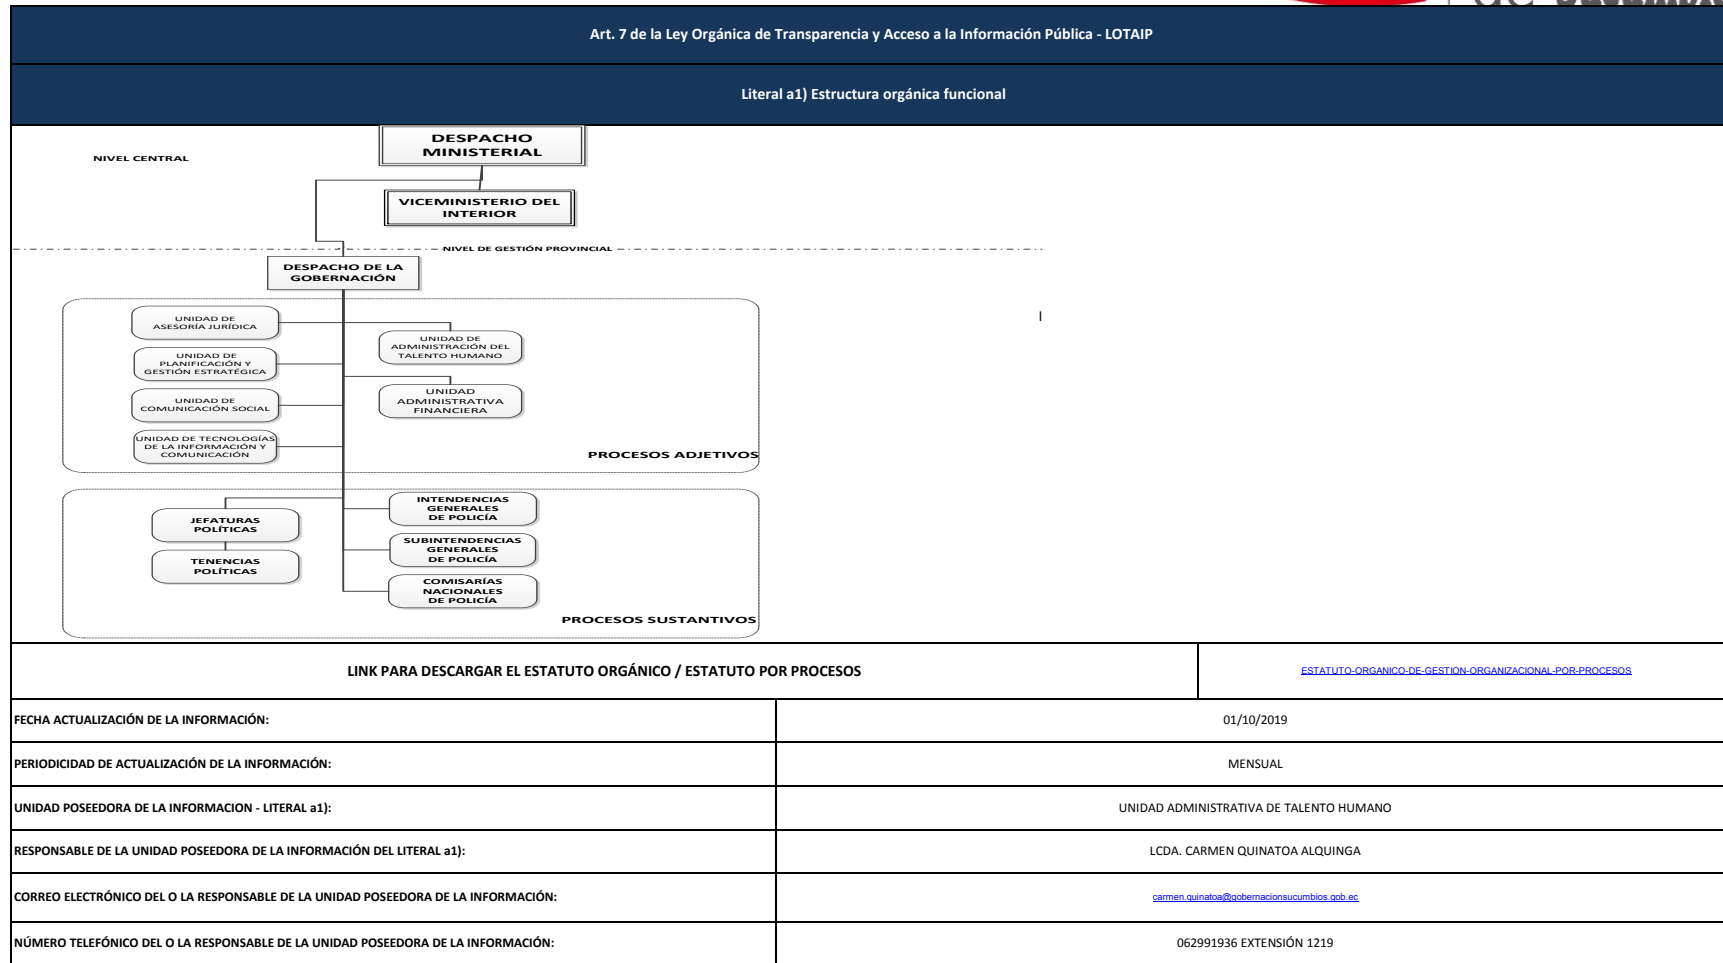 Art. 7 de la Ley Orgánica de Transparencia y Acceso a la Información Pública - LOTAIP
Literal a1) Estructura orgánica funcional
DESPACHO
MINISTERIAL
NIVEL CENTRAL
VICEMINISTERIO DEL
INTERIOR
NIVEL DE GESTIÓN PROVINCIAL
DESPACHO DE LA
GOBERNACIÓN
UNIDAD DE
ASESORÍA JURÍDICA
UNIDAD DE
ADMINISTRACIÓN DEL
TALENTO HUMANO
UNIDAD DE
PLANIFICACIÓN Y
GESTIÓN ESTRATÉGICA
UNIDAD
ADMINISTRATIVA
FINANCIERA
UNIDAD DE
COMUNICACIÓN SOCIAL
UNIDAD DE TECNOLOGÍAS
DE LA INFORMACIÓN Y
COMUNICACIÓN
PROCESOS ADJETIVOS
INTENDENCIAS
GENERALES
DE POLICÍA
JEFATURAS
POLÍTICAS
SUBINTENDENCIAS
GENERALES
DE POLICÍA
TENENCIAS
POLÍTICAS
COMISARÍAS
NACIONALES
DE POLICÍA
PROCESOS SUSTANTIVOS
LINK PARA DESCARGAR EL ESTATUTO ORGÁNICO / ESTATUTO POR PROCESOS
ESTATUTO-ORGANICO-DE-GESTION-ORGANIZACIONAL-POR-PROCESOS
FECHA ACTUALIZACIÓN DE LA INFORMACIÓN:
01/10/2019
PERIODICIDAD DE ACTUALIZACIÓN DE LA INFORMACIÓN:
MENSUAL
UNIDAD POSEEDORA DE LA INFORMACION - LITERAL a1):
UNIDAD ADMINISTRATIVA DE TALENTO HUMANO
RESPONSABLE DE LA UNIDAD POSEEDORA DE LA INFORMACIÓN DEL LITERAL a1):
LCDA. CARMEN QUINATOA ALQUINGA
CORREO ELECTRÓNICO DEL O LA RESPONSABLE DE LA UNIDAD POSEEDORA DE LA INFORMACIÓN:
carmen.quinatoa@gobernacionsucumbios.gob.ec
NÚMERO TELEFÓNICO DEL O LA RESPONSABLE DE LA UNIDAD POSEEDORA DE LA INFORMACIÓN:
062991936 EXTENSIÓN 1219